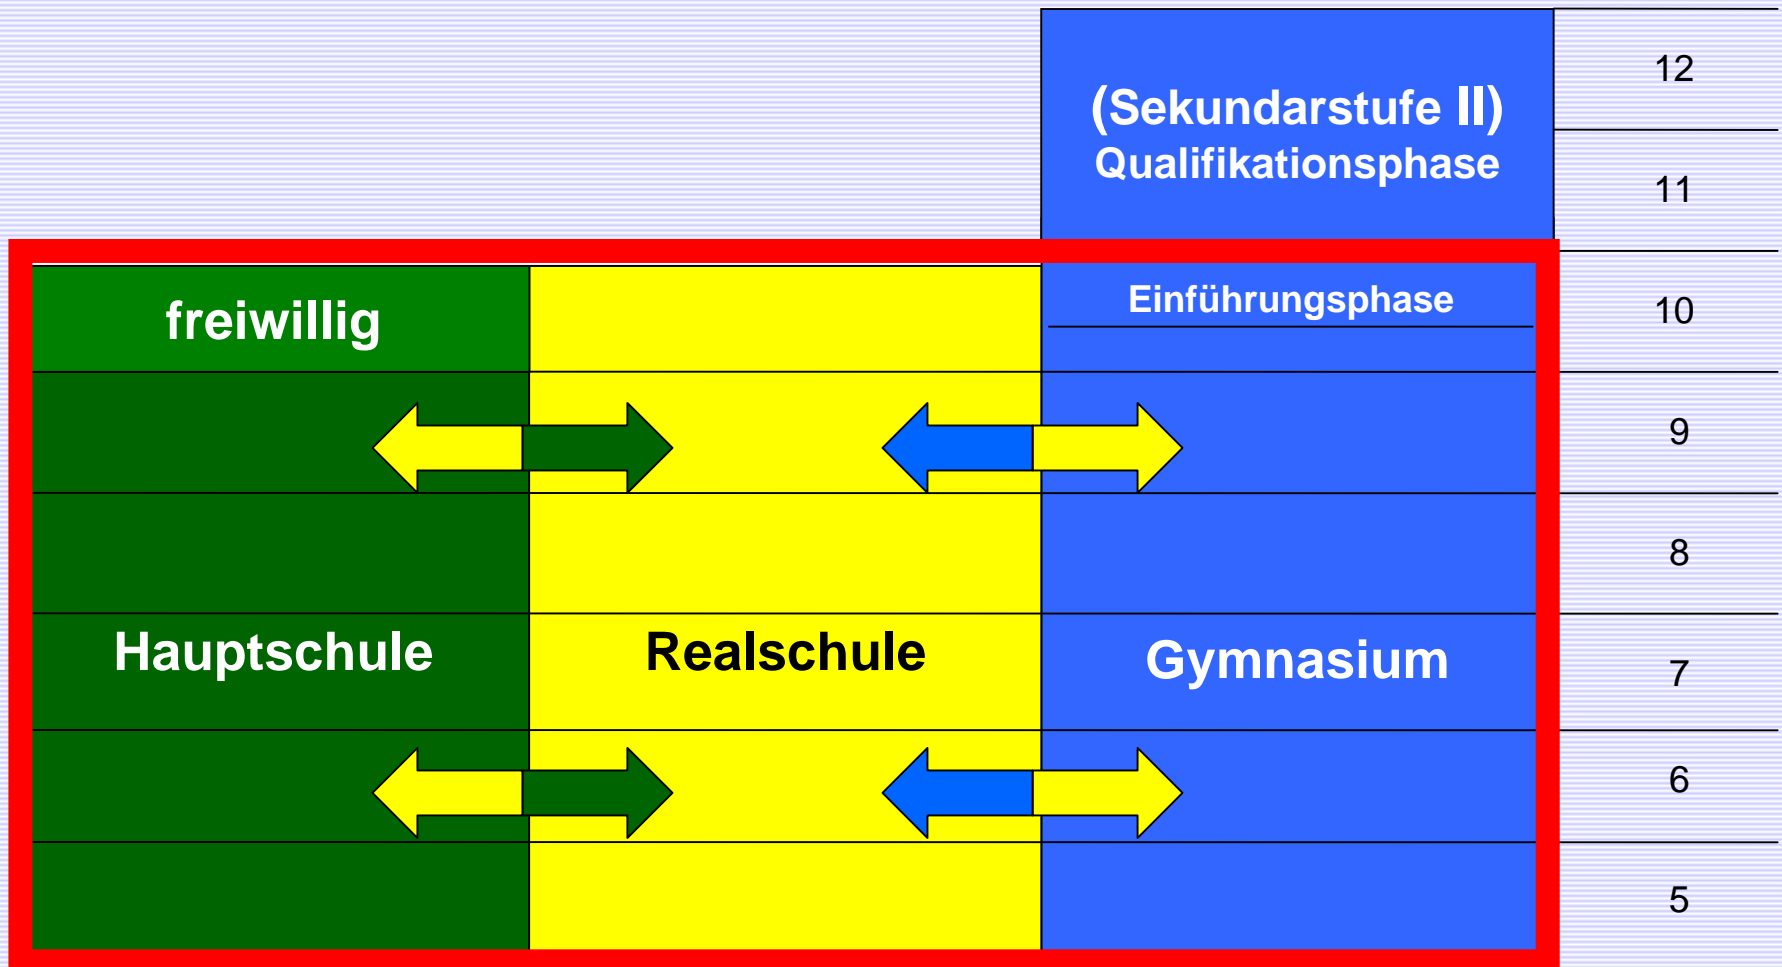 12
(Sekundarstufe II)
Qualifikationsphase
11
freiwillig
Einführungsphase
10
9
8
Hauptschule
Realschule
Gymnasium
7
6
5